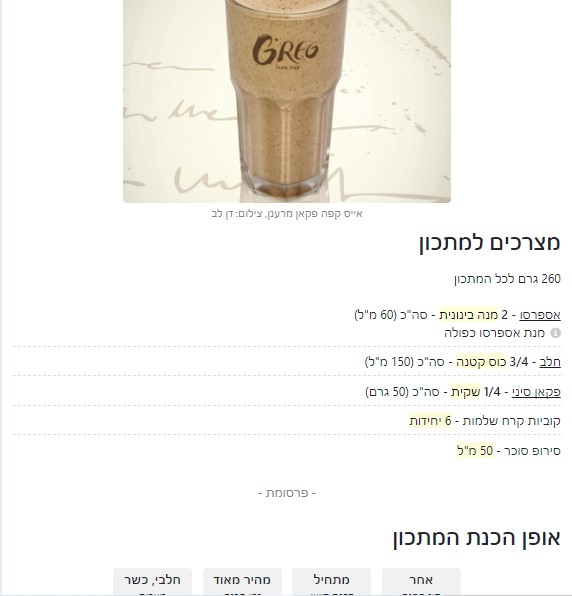 GREG
אייס קפה פקאן מרענן, צילום: דן לב
מצרכים למתכון
260 גרם לכל המתכון
אספרסו - 2 מנה בינונית - סה"כ (60 מ"ל)
מנת אספרסו כפולה
חלב - 3/4 כוס קטנה - סה"כ (150 מ"ל)
פקאן סיני - 1/4 שקית - סה"כ (50 גרם)
קוביות קרח שלמות - 6 יחידות
סירופ סוכר - 50 מ"ל
- פרסומת -
אופן הכנת המתכון
אחר מתחיל מהיר מאוד חלבי, כשר